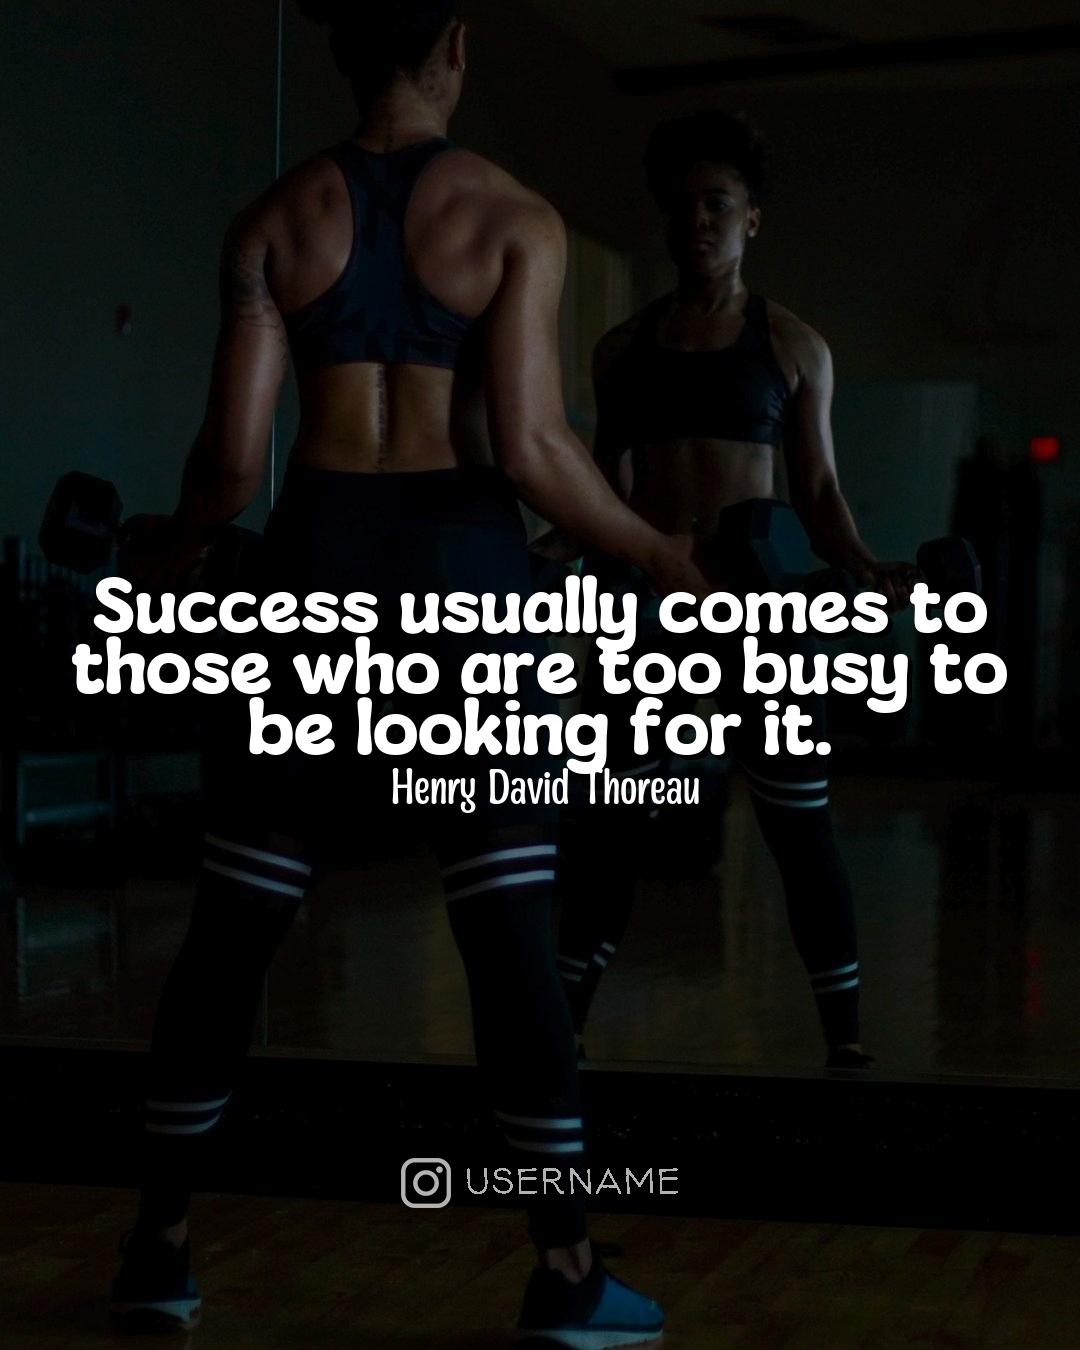 Success usually comes to
those who are too busy to
be looking for it.
Henry David Thoreau
USERNAME